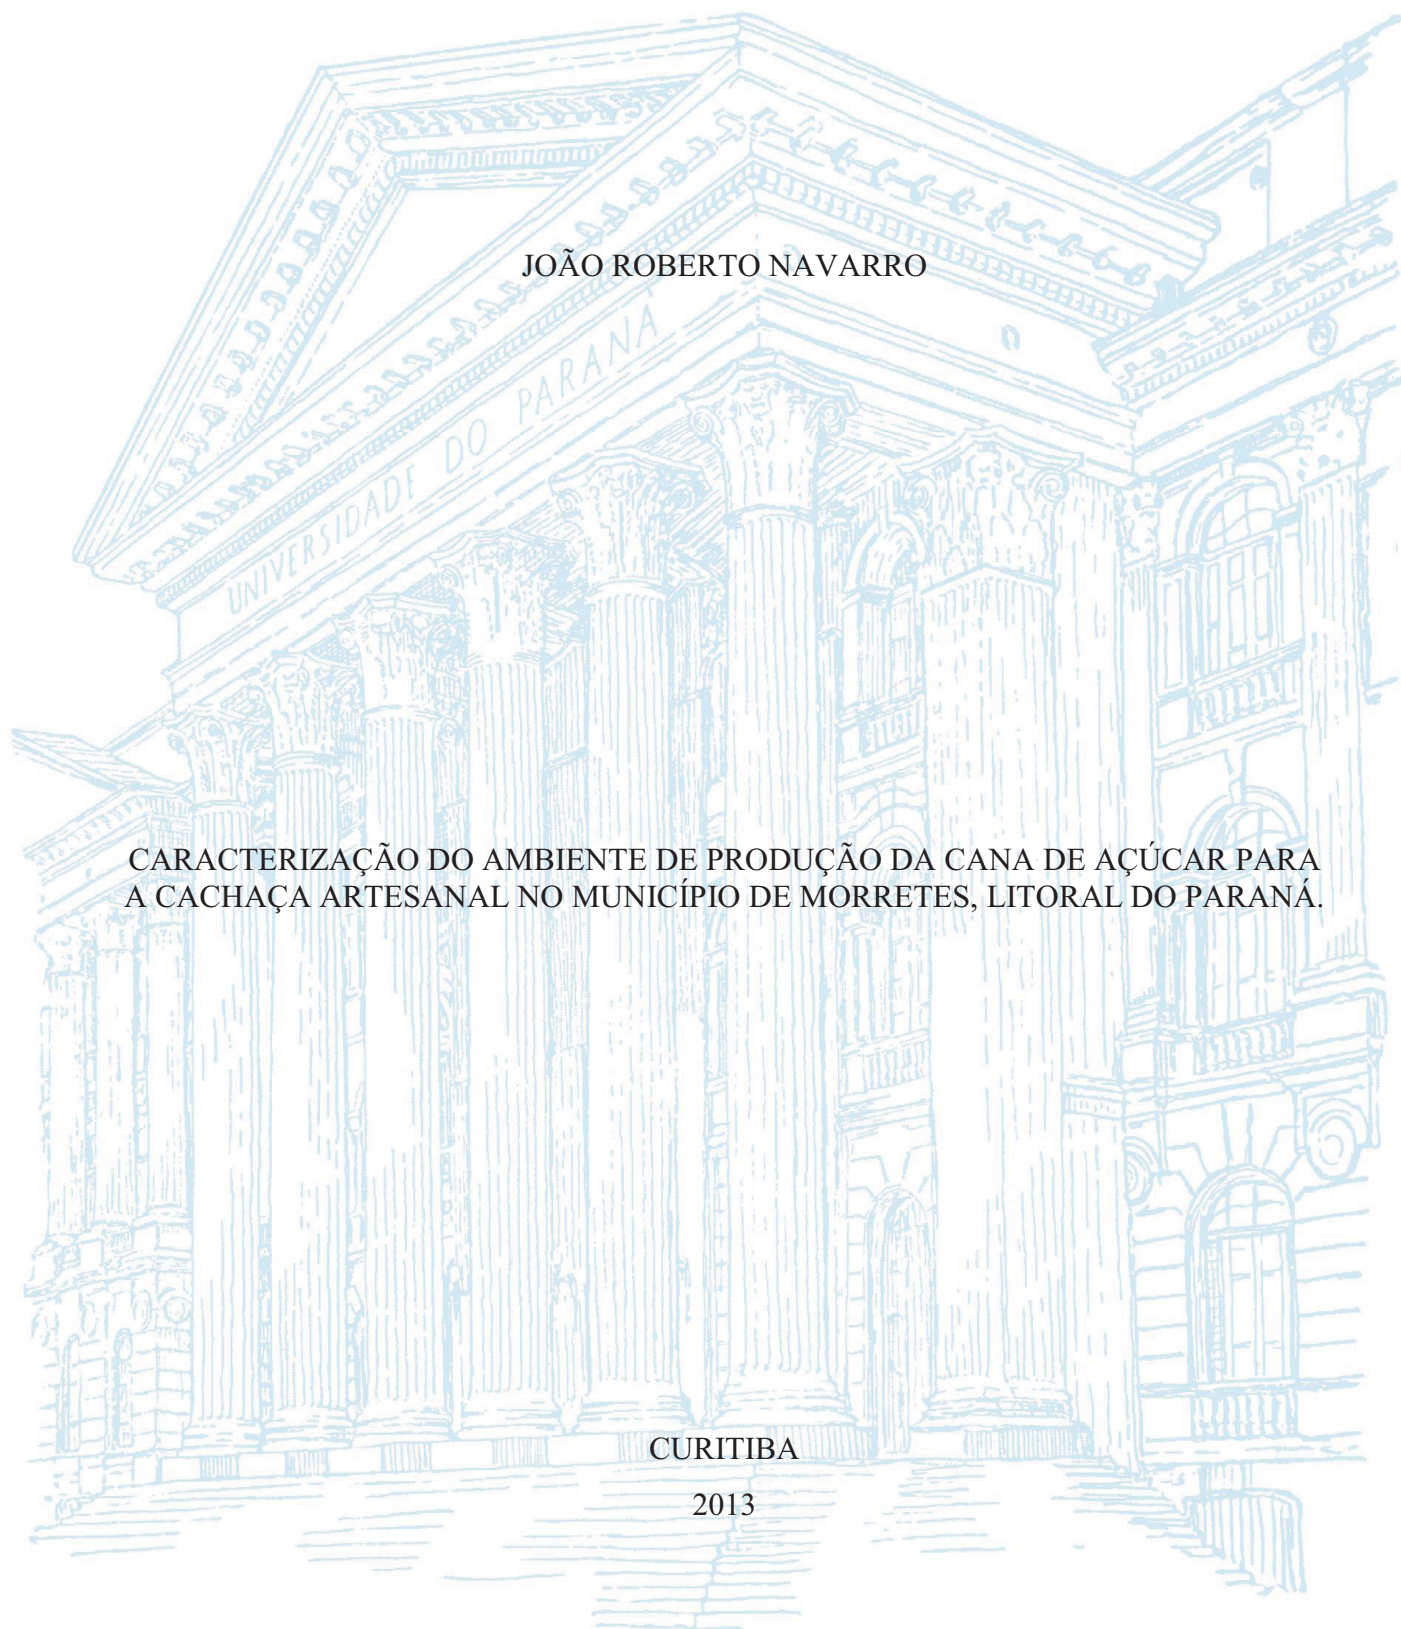 JOÃO ROBERTO NAVARRO
UNIVERSIDADE DO PARANÁ
CARACTERIZAÇÃO DO AMBIENTE DE PRODUÇÃO DA CANA DE AÇÚCAR PARA
A CACHAÇA ARTESANAL NO MUNICÍPIO DE MORRETES, LITORAL DO PARANÁ.
CURITIBA
2013